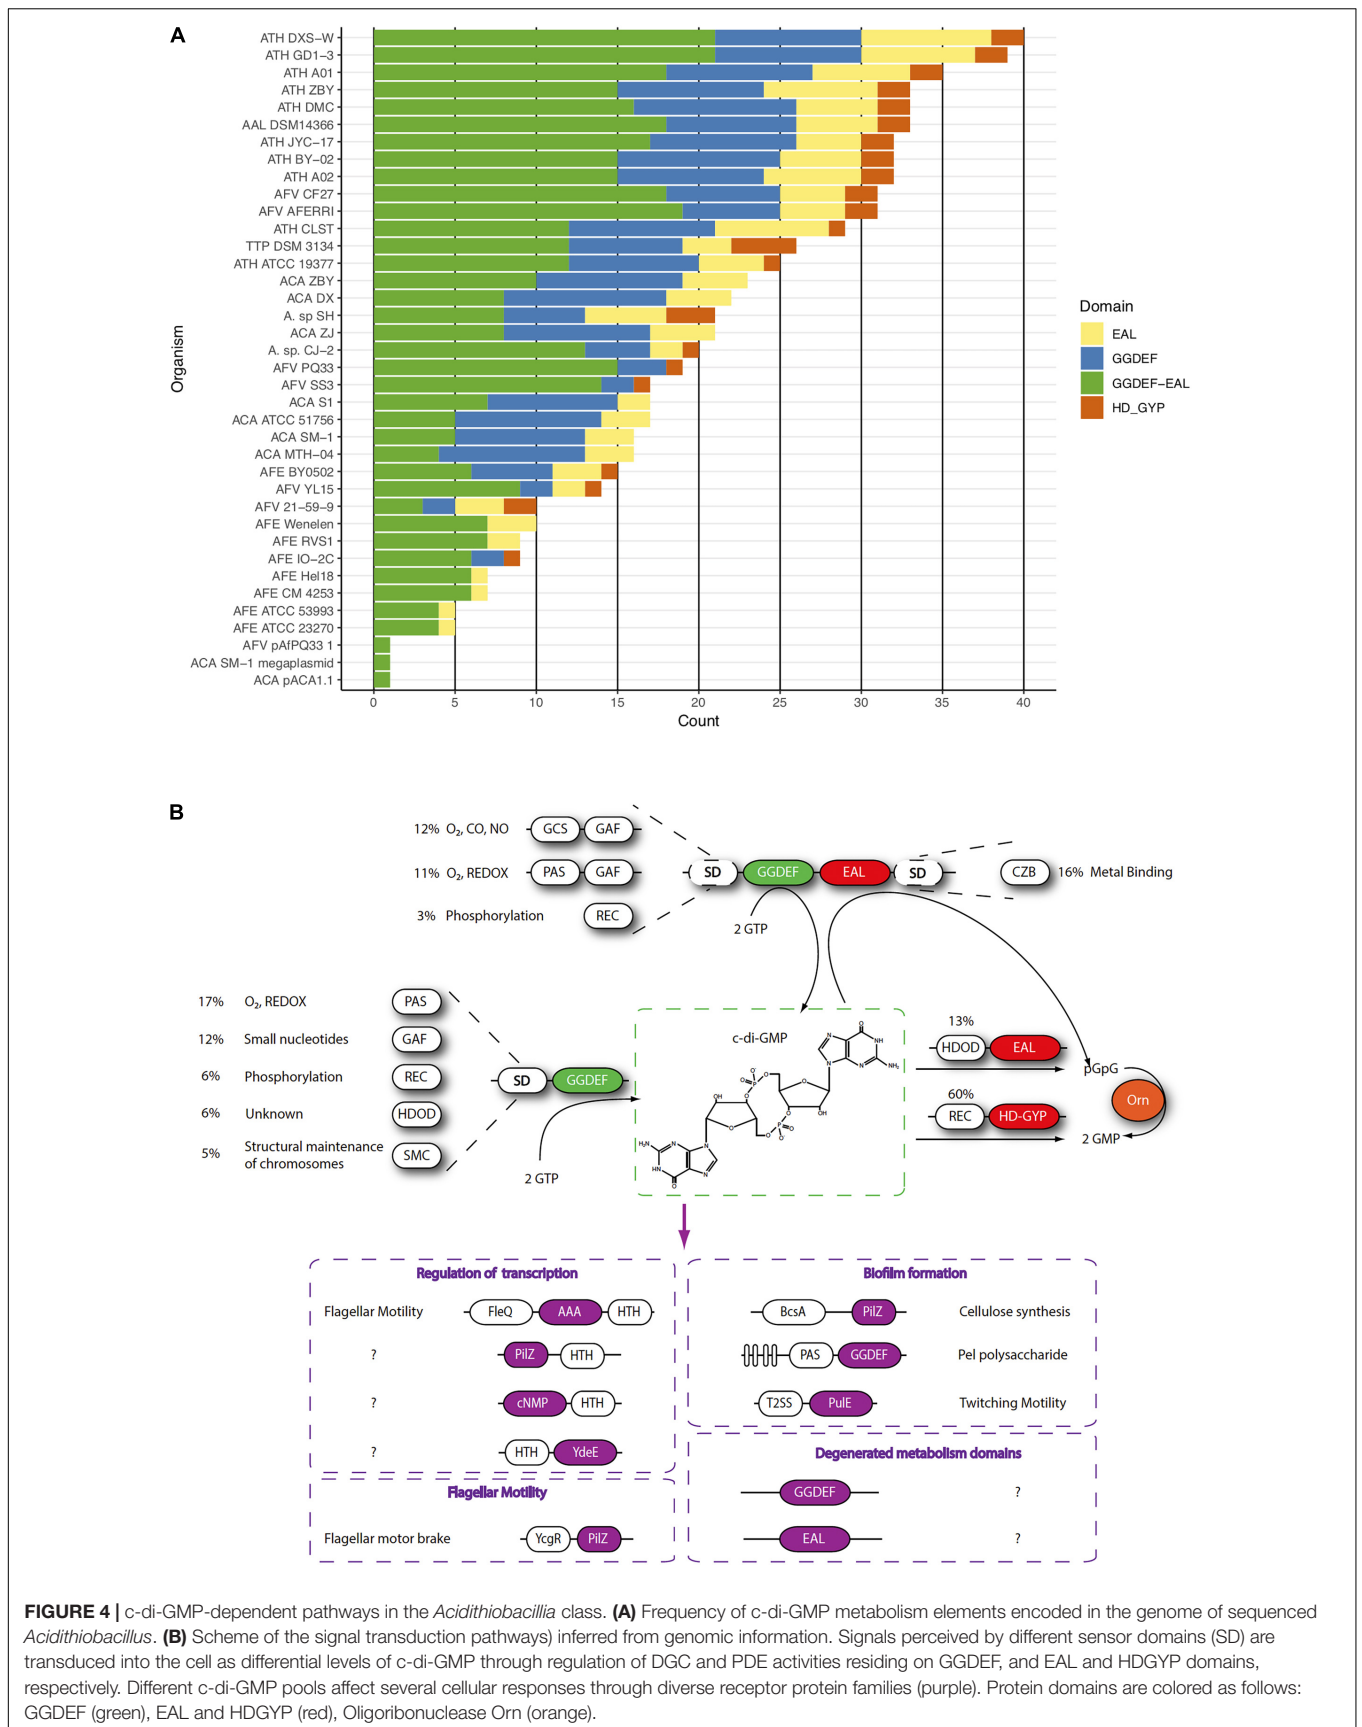 A
ATH DXS-W
ATH GD1-3
ATH A01
ATH ZBY
ATH DMC
AAL DSM14366
ATH JYC-17
ATH BY-02
ATH A02
AFV CF27
AFV AFERRI
ATH CLST
TTP DSM 3134
ATH ATCC 19377
ACA ZBY
ACA DX
A. sp SH
ACA ZJ
A. sp. CJ-2
AFV PQ33
AFV SS3
ACA S1
ACA ATCC 51756
ACA SM-1
ACA MTH-04
AFE BY0502
AFV YL15
AFV 21-59-9
AFE Wenelen
AFE RVS1
AFE IO-2C
AFE Hel18
AFE CM 4253
AFE ATCC 53993
AFE ATCC 23270
AFV pAfPQ33 1
ACA SM-1 megaplasmid
ACA pACA1.1
Organism
0 5 10 15 20 25 30 35 40
Count
Domain
EAL
GGDEF
GGDEF-EAL
HD_GYP
B
12% O₂, CO, NO GCS GAF
11% O₂, REDOX PAS GAF
3% Phosphorylation REC
SD GGDEF EAL SD
CZB 16% Metal Binding
2 GTP
17% O₂, REDOX PAS
12% Small nucleotides GAF
6% Phosphorylation REC
6% Unknown HDOD
5% Structural maintenance of chromosomes SMC
SD GGDEF
2 GTP
c-di-GMP
O N NH N N NH₂
O O⁻ P O O O OH
OH O O O P O O⁻
H₂N N N HN N O
13%
HDOD EAL
pGpG
60%
REC HD-GYP
2 GMP
Orn
Regulation of transcription
Flagellar Motility FleQ AAA HTH
? PilZ HTH
? cNMP HTH
? HTH YdeE
Flagellar Motility
Flagellar motor brake YcgR PilZ
Biofilm formation
BcsA PilZ Cellulose synthesis
PAS GGDEF Pel polysaccharide
T2SS PulE Twitching Motility
Degenerated metabolism domains
GGDEF ?
EAL ?
FIGURE 4 | c-di-GMP-dependent pathways in the Acidithiobacillia class. (A) Frequency of c-di-GMP metabolism elements encoded in the genome of sequenced
Acidithiobacillus. (B) Scheme of the signal transduction pathways) inferred from genomic information. Signals perceived by different sensor domains (SD) are
transduced into the cell as differential levels of c-di-GMP through regulation of DGC and PDE activities residing on GGDEF, and EAL and HDGYP domains,
respectively. Different c-di-GMP pools affect several cellular responses through diverse receptor protein families (purple). Protein domains are colored as follows:
GGDEF (green), EAL and HDGYP (red), Oligoribonuclease Orn (orange).